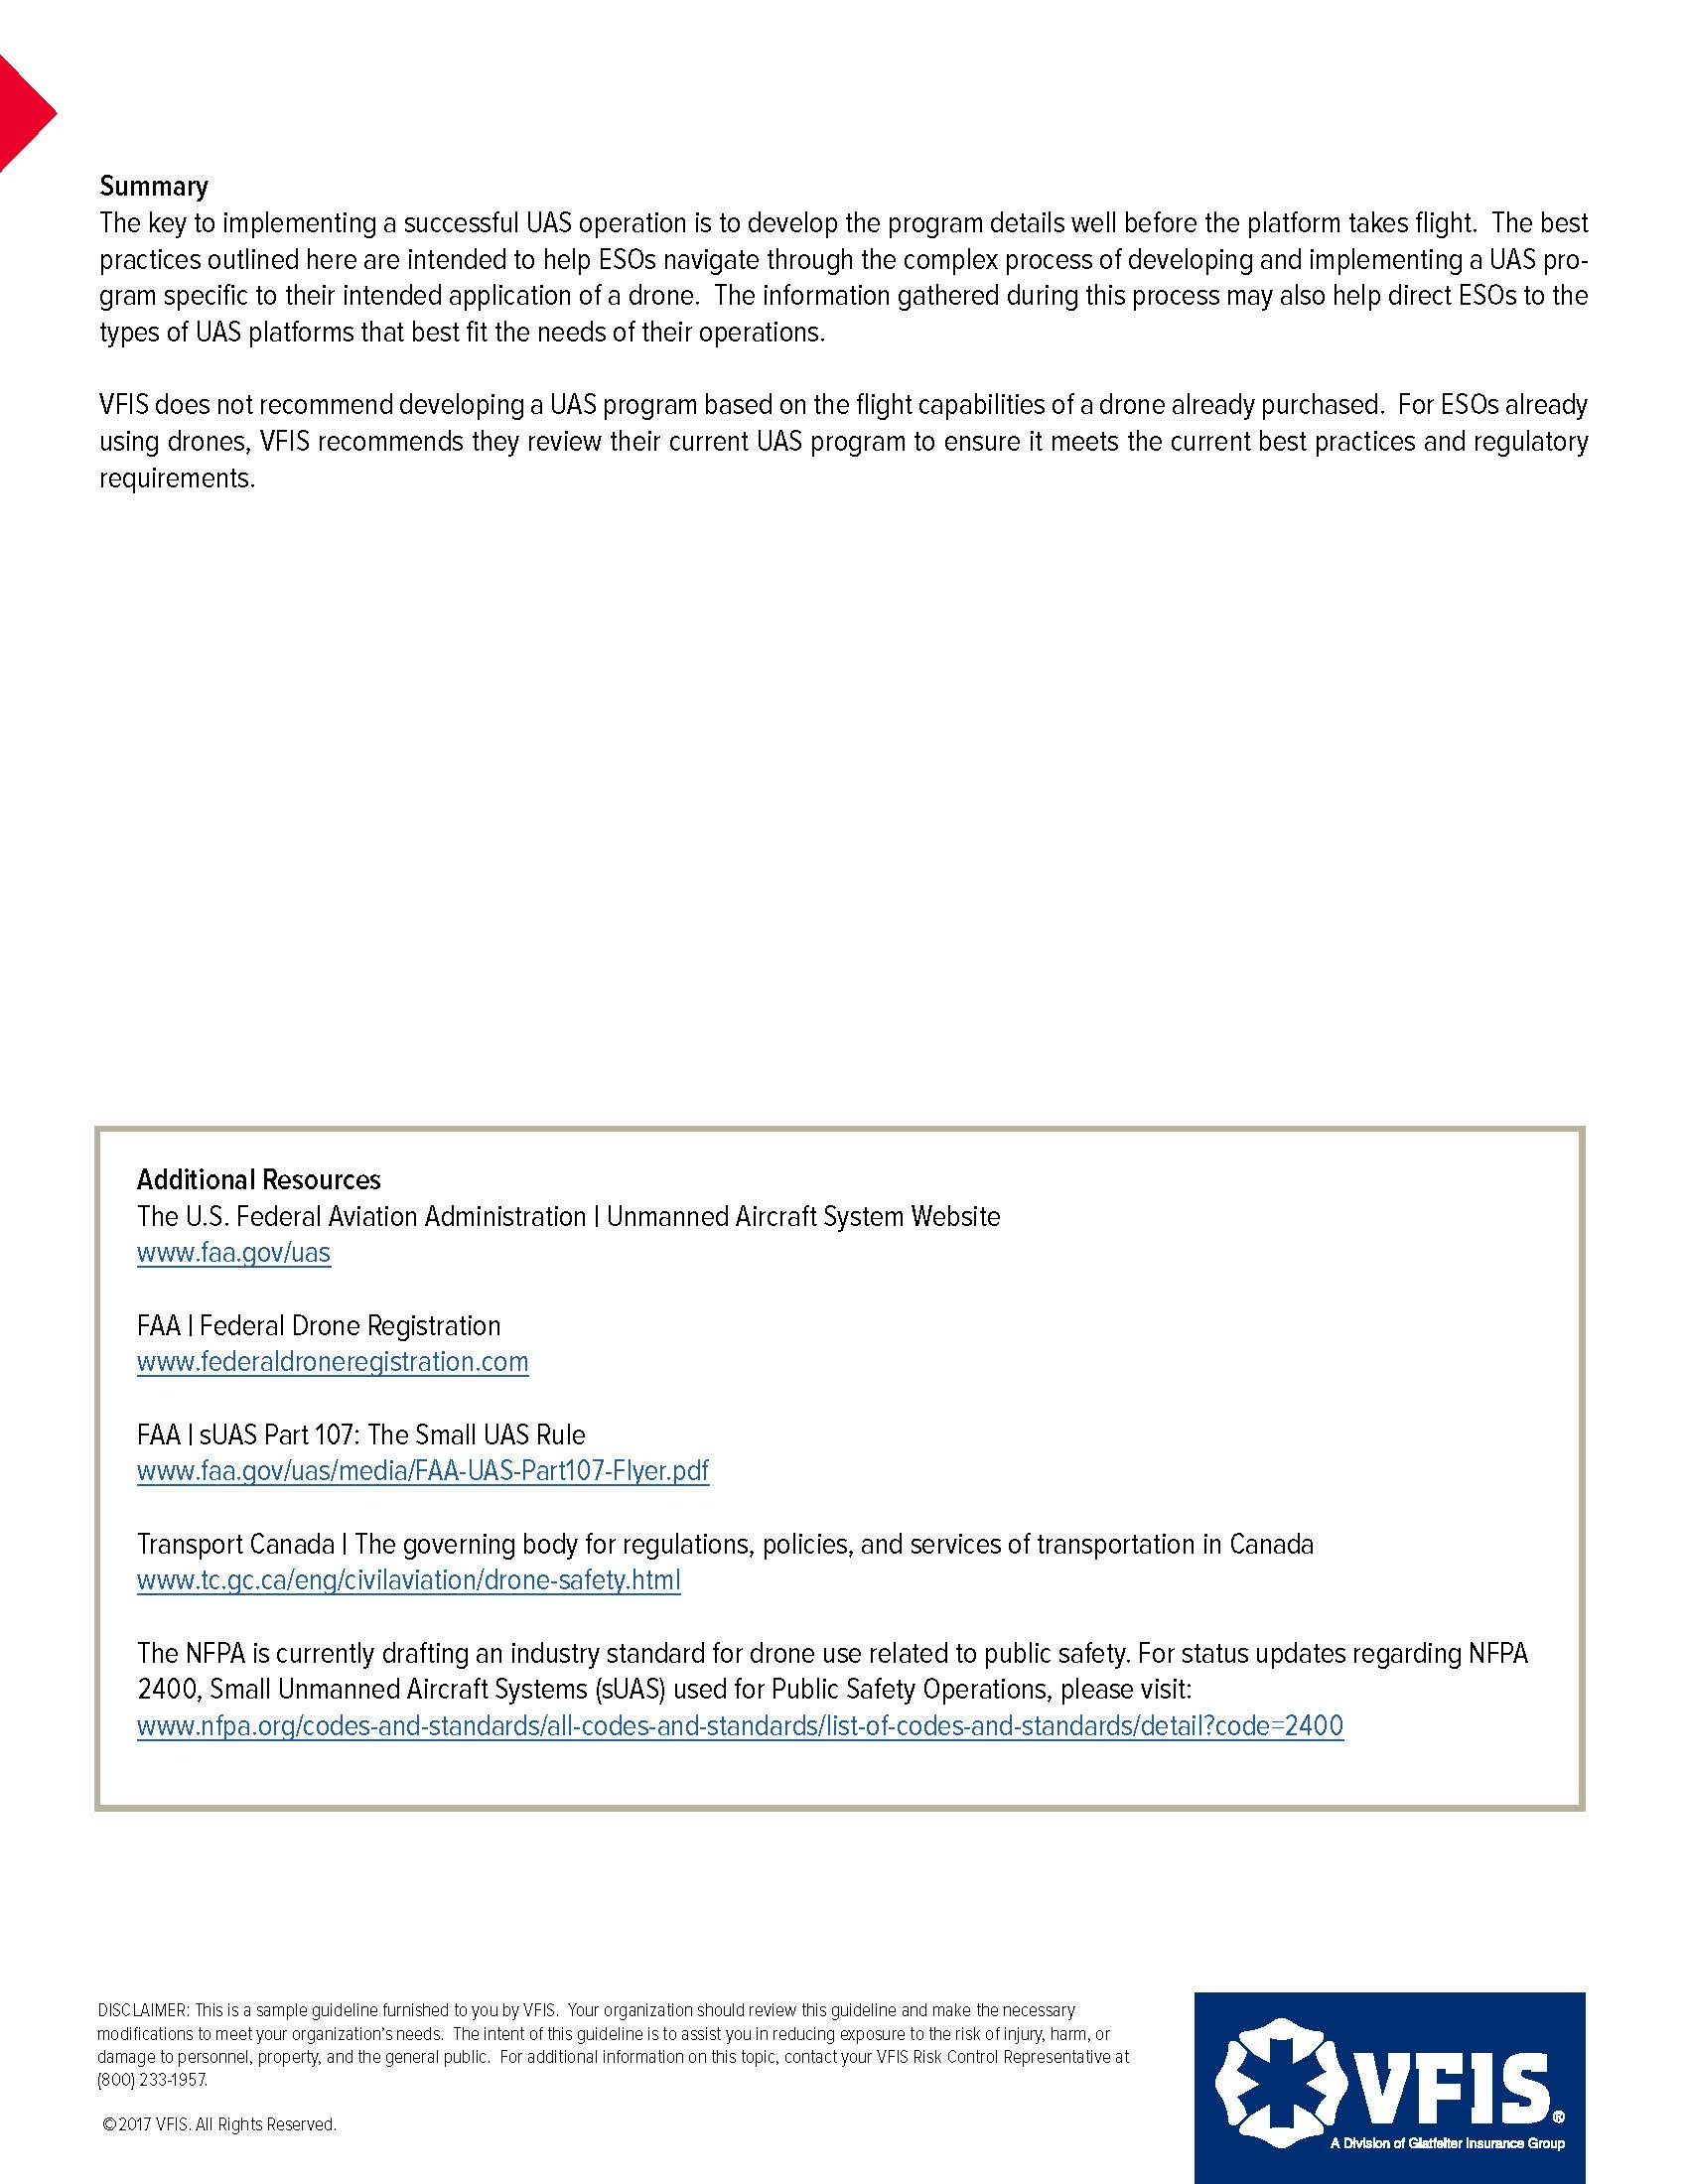 Summary
The key to implementing a successful UAS operation is to develop the program details well before the platform takes flight.  The best
practices outlined here are intended to help ESOs navigate through the complex process of developing and implementing a UAS pro-
gram specific to their intended application of a drone.  The information gathered during this process may also help direct ESOs to the
types of UAS platforms that best fit the needs of their operations.
VFIS does not recommend developing a UAS program based on the flight capabilities of a drone already purchased.  For ESOs already
using drones, VFIS recommends they review their current UAS program to ensure it meets the current best practices and regulatory
requirements.
Additional Resources
The U.S. Federal Aviation Administration | Unmanned Aircraft System Website
www.faa.gov/uas
FAA | Federal Drone Registration
www.federaldroneregistration.com
FAA | sUAS Part 107: The Small UAS Rule
www.faa.gov/uas/media/FAA-UAS-Part107-Flyer.pdf
Transport Canada | The governing body for regulations, policies, and services of transportation in Canada
www.tc.gc.ca/eng/civilaviation/drone-safety.html
The NFPA is currently drafting an industry standard for drone use related to public safety. For status updates regarding NFPA
2400, Small Unmanned Aircraft Systems (sUAS) used for Public Safety Operations, please visit:
www.nfpa.org/codes-and-standards/all-codes-and-standards/list-of-codes-and-standards/detail?code=2400
DISCLAIMER: This is a sample guideline furnished to you by VFIS.  Your organization should review this guideline and make the necessary
modifications to meet your organization’s needs.  The intent of this guideline is to assist you in reducing exposure to the risk of injury, harm, or
damage to personnel, property, and the general public.  For additional information on this topic, contact your VFIS Risk Control Representative at
(800) 233-1957.
©2017 VFIS. All Rights Reserved.
VFIS®
A Division of Glatfelter Insurance Group